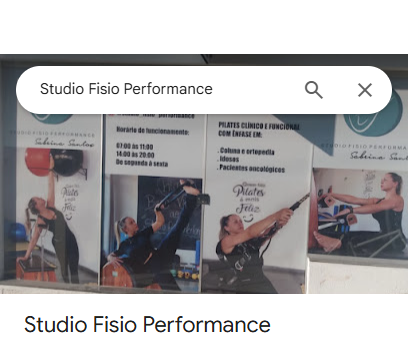 Studio Fisio Performance
STUDIO FISIO PERFORMANCE
Sabrina Santos
performance
Horário de funcionamento:
07:00 às 11:00
14:00 às 20:00
De segunda à sexta
PILATES CLÍNICO E FUNCIONAL
COM ÊNFASE EM:
. Coluna e ortopedia
. Idosos
. Pacientes oncológicos
Pilates
é mais
Feliz
STUDIO FISIO PERFORMANCE
Sabrina Santos
Studio Fisio Performance